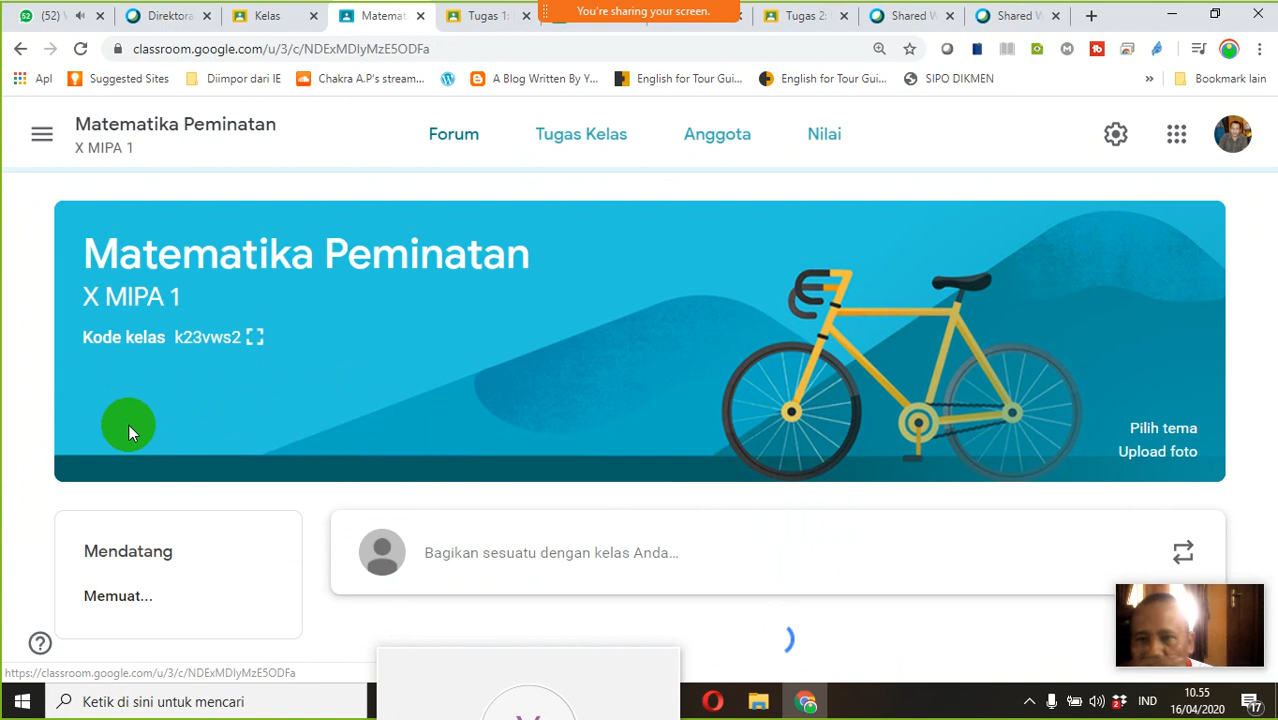 (52) V
Direktora
Kelas
Matemat
Tugas 1:
You're sharing your screen.
Tugas 2:
Shared W
Shared W
classroom.google.com/u/3/c/NDExMDIyMzE5ODFa
Apl
Suggested Sites
Diimpor dari IE
Chakra A.P's stream...
A Blog Written By Y...
English for Tour Gui...
English for Tour Gui...
SIPO DIKMEN
»
Bookmark lain
Matematika Peminatan
X MIPA 1
Forum
Tugas Kelas
Anggota
Nilai
Matematika Peminatan
X MIPA 1
Kode kelas k23vws2
Pilih tema
Upload foto
Mendatang
Memuat...
Bagikan sesuatu dengan kelas Anda...
https://classroom.google.com/u/3/c/NDExMDIyMzE5ODFa
Ketik di sini untuk mencari
IND
10.55
16/04/2020
17